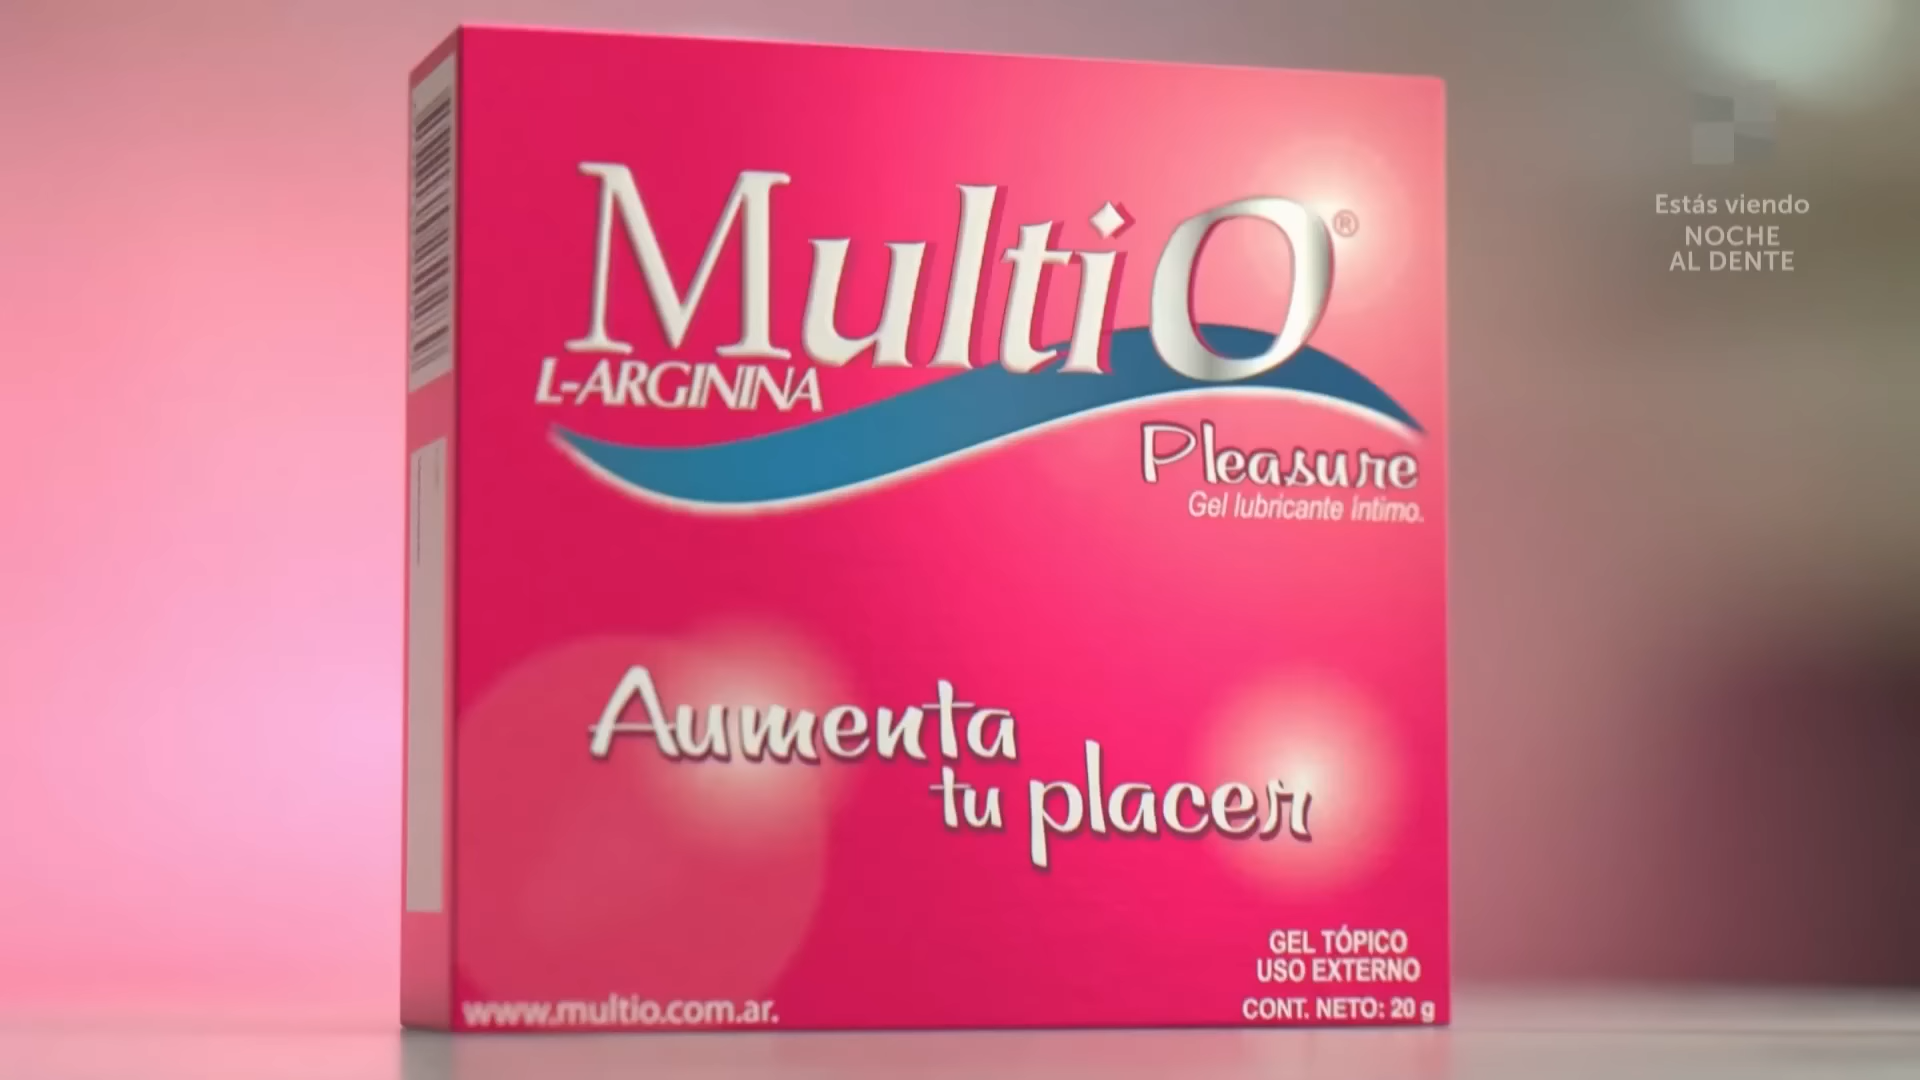 MultiO®
L-ARGININA
Pleasure
Gel lubricante íntimo.
Aumenta
tu placer
GEL TÓPICO
USO EXTERNO
CONT. NETO: 20 g
www.multio.com.ar.
Estás viendo
NOCHE
AL DENTE